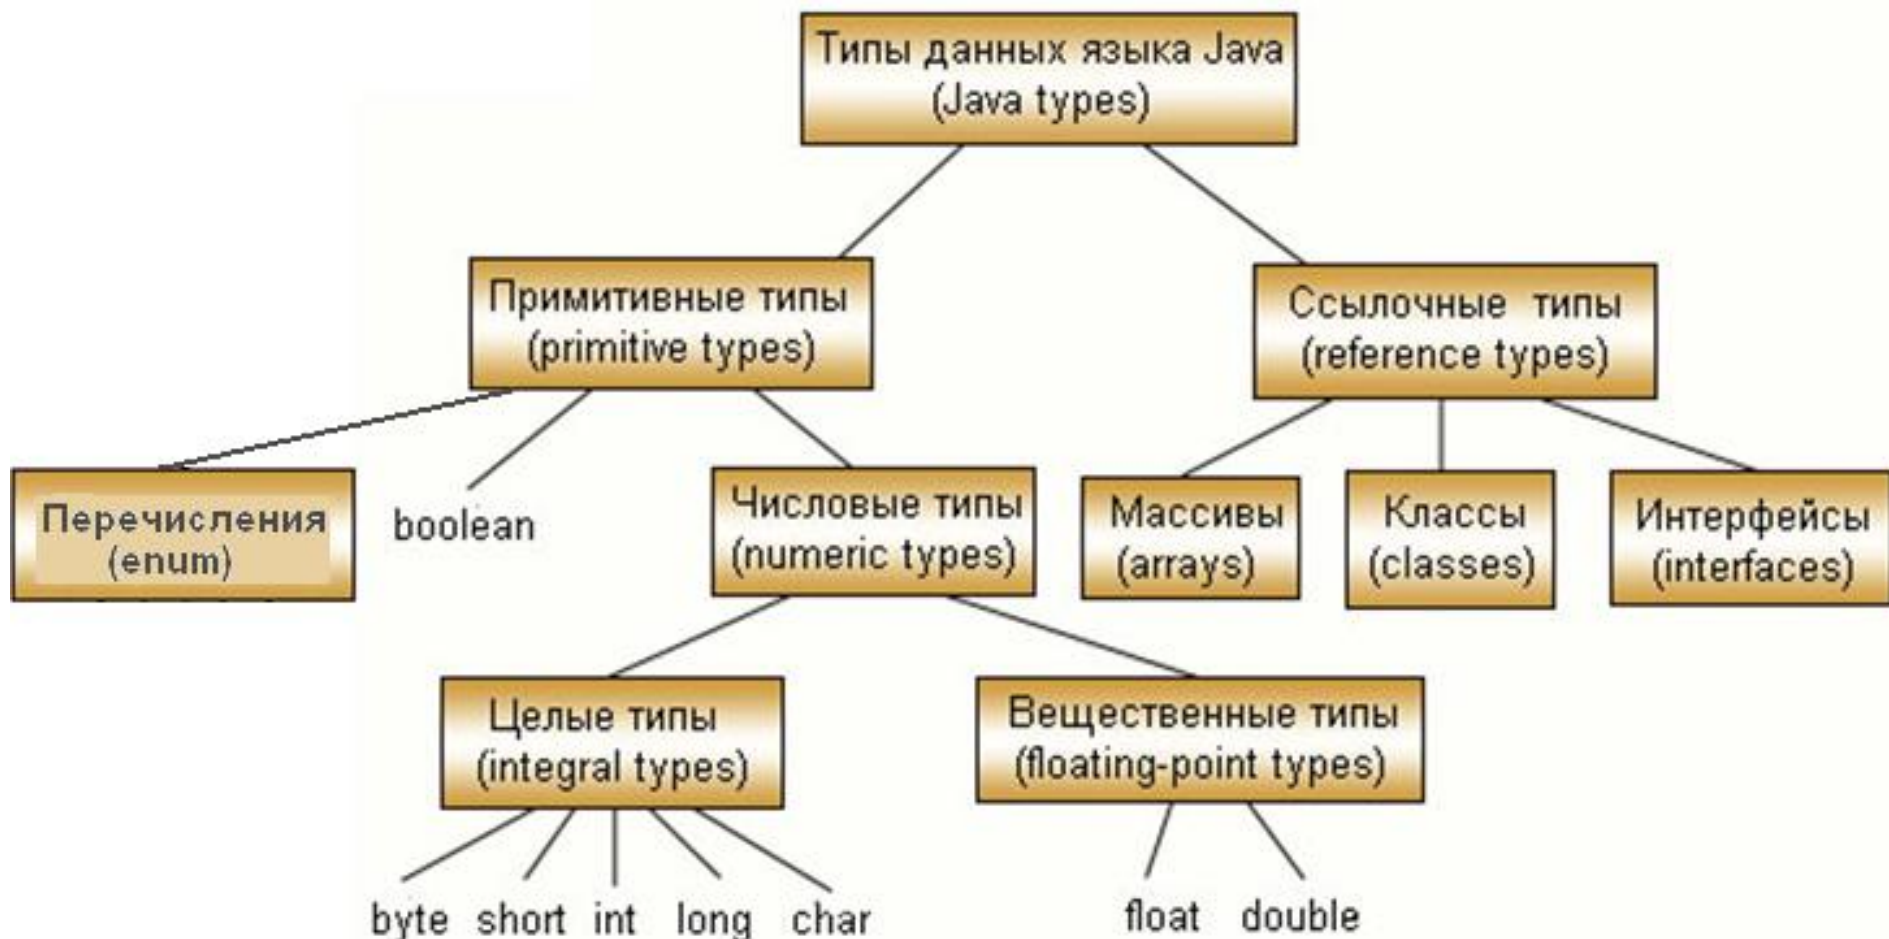 Типы данных языка Java
(Java types)
Примитивные типы
(primitive types)
Ссылочные типы
(reference types)
Перечисления
(enum)
boolean
Числовые типы
(numeric types)
Массивы
(arrays)
Классы
(classes)
Интерфейсы
(interfaces)
Целые типы
(integral types)
Вещественные типы
(floating-point types)
byte short int long char
float double